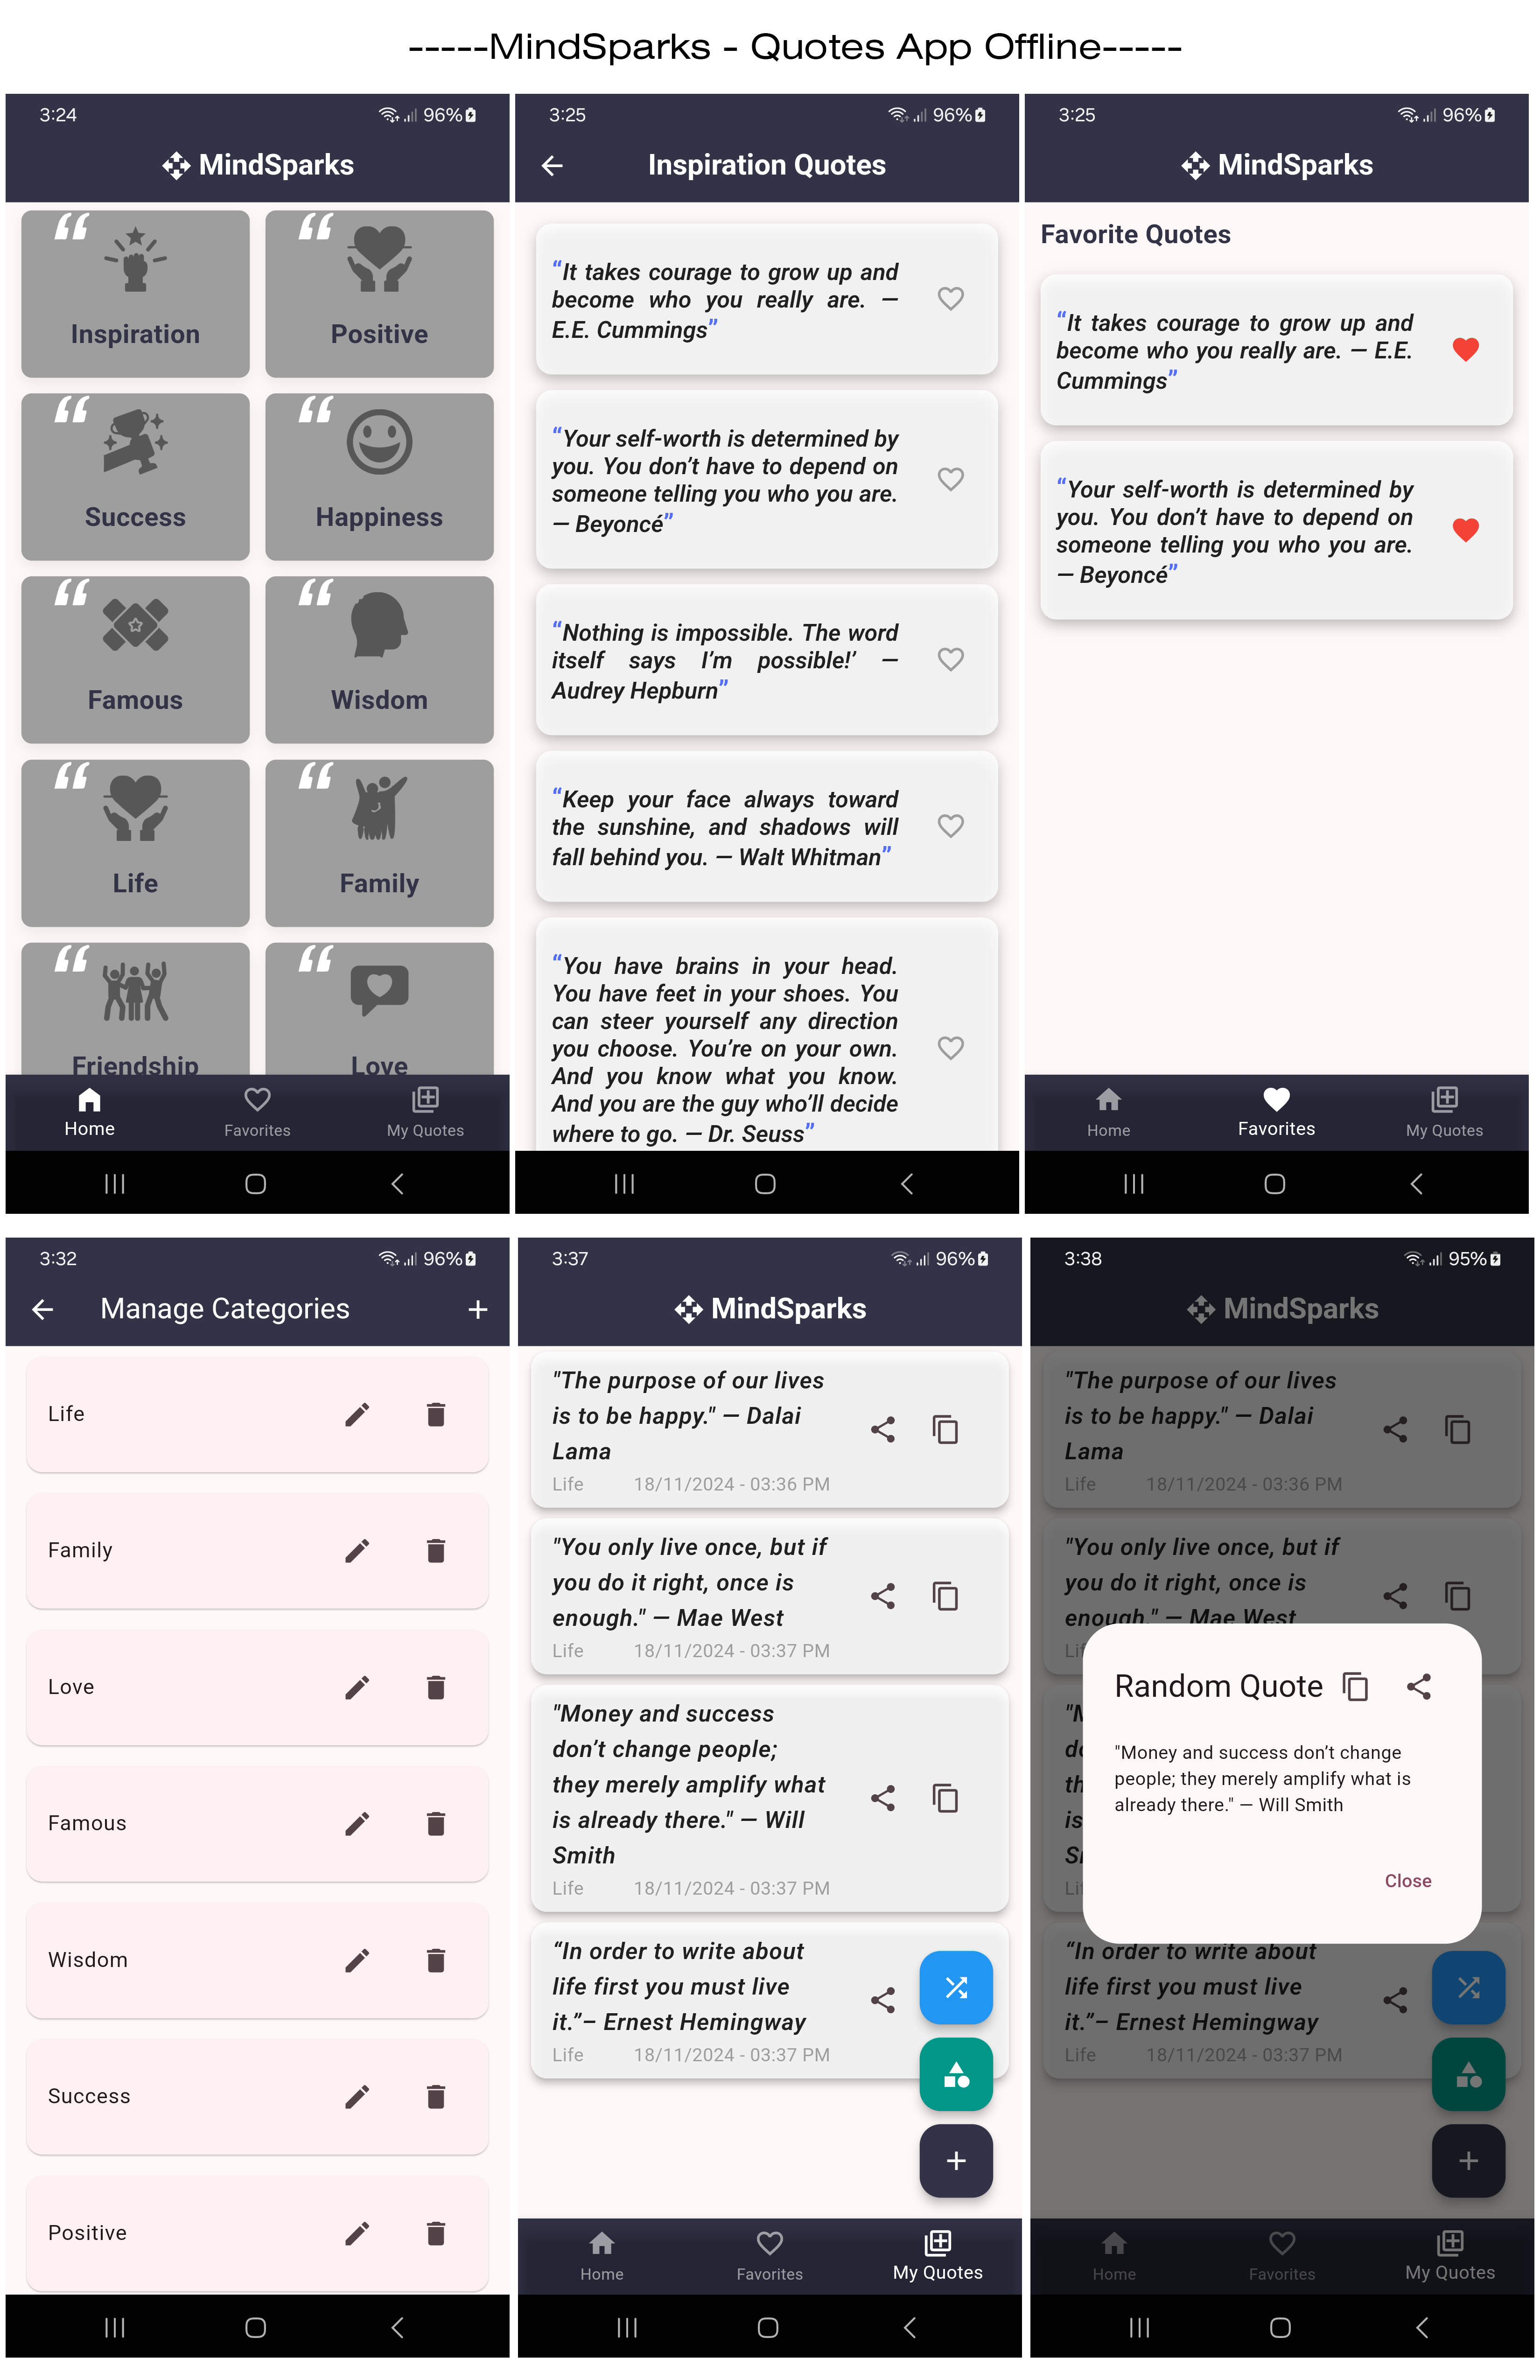 -----MindSparks - Quotes App Offline-----
3:24
96%
MindSparks
“
“
Inspiration
Positive
“
“
Success
Happiness
“
“
Famous
Wisdom
“
“
Life
Family
“
“
Friendship
Love
Home
Favorites
My Quotes
3:25
96%
Inspiration Quotes
“It takes courage to grow up and
become who you really are. —
E.E. Cummings”
“Your self-worth is determined by
you. You don’t have to depend on
someone telling you who you are.
— Beyoncé”
“Nothing is impossible. The word
itself says I’m possible!’ —
Audrey Hepburn”
“Keep your face always toward
the sunshine, and shadows will
fall behind you. — Walt Whitman”
“You have brains in your head.
You have feet in your shoes. You
can steer yourself any direction
you choose. You’re on your own.
And you know what you know.
And you are the guy who’ll decide
where to go. — Dr. Seuss”
3:25
96%
MindSparks
Favorite Quotes
“It takes courage to grow up and
become who you really are. — E.E.
Cummings”
“Your self-worth is determined by
you. You don’t have to depend on
someone telling you who you are.
— Beyoncé”
Home
Favorites
My Quotes
3:32
96%
Manage Categories
Life
Family
Love
Famous
Wisdom
Success
Positive
3:37
96%
MindSparks
"The purpose of our lives
is to be happy." — Dalai
Lama
Life 18/11/2024 - 03:36 PM
"You only live once, but if
you do it right, once is
enough." — Mae West
Life 18/11/2024 - 03:37 PM
"Money and success
don’t change people;
they merely amplify what
is already there." — Will
Smith
Life 18/11/2024 - 03:37 PM
“In order to write about
life first you must live
it.”– Ernest Hemingway
Life 18/11/2024 - 03:37 PM
Home
Favorites
My Quotes
3:38
95%
MindSparks
"The purpose of our lives
is to be happy." — Dalai
Lama
Life 18/11/2024 - 03:36 PM
"You only live once, but if
you do it right, once is
enough." — Mae West
Random Quote
"Money and success don’t change
people; they merely amplify what is
already there." — Will Smith
Close
“In order to write about
life first you must live
it.”– Ernest Hemingway
Life 18/11/2024 - 03:37 PM
Home
Favorites
My Quotes